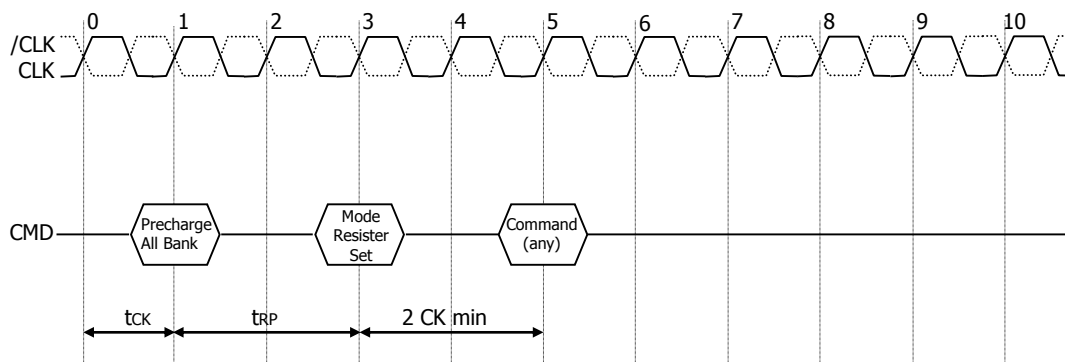 0 1 2 3 4 5 6 7 8 9 10
/CLK
CLK
CMD
Precharge
All Bank
Mode
Resister
Set
Command
(any)
tCK
tRP
2 CK min